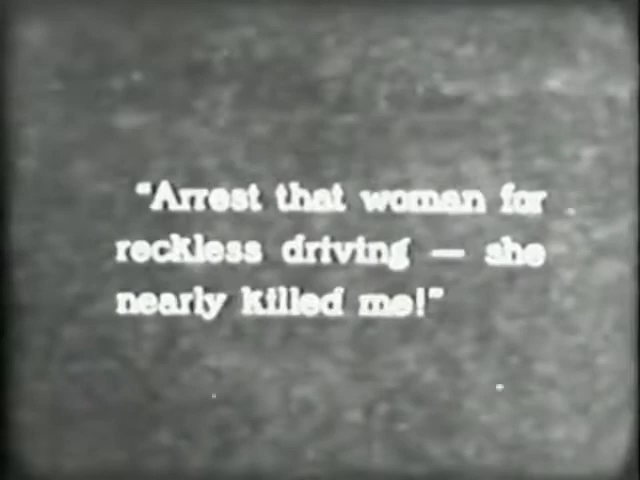 "Arrest that woman for
reckless driving — she
nearly killed me!"